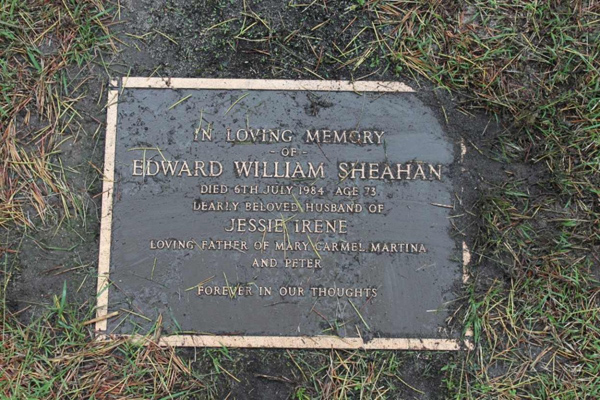 IN LOVING MEMORY
- OF -
EDWARD WILLIAM SHEAHAN
DIED 6TH JULY 1984 AGE 73
DEARLY BELOVED HUSBAND OF
JESSIE IRENE
LOVING FATHER OF MARY CARMEL MARTINA
AND PETER
FOREVER IN OUR THOUGHTS